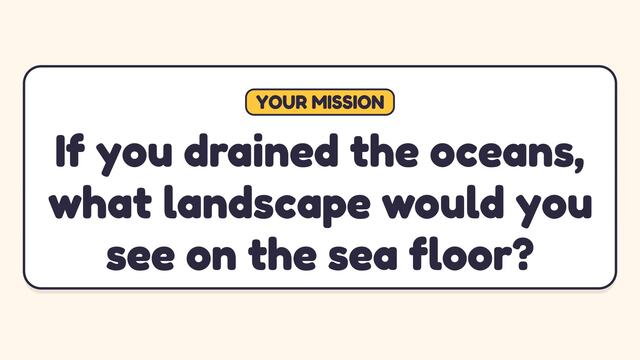 YOUR MISSION
If you drained the oceans,
what landscape would you
see on the sea floor?